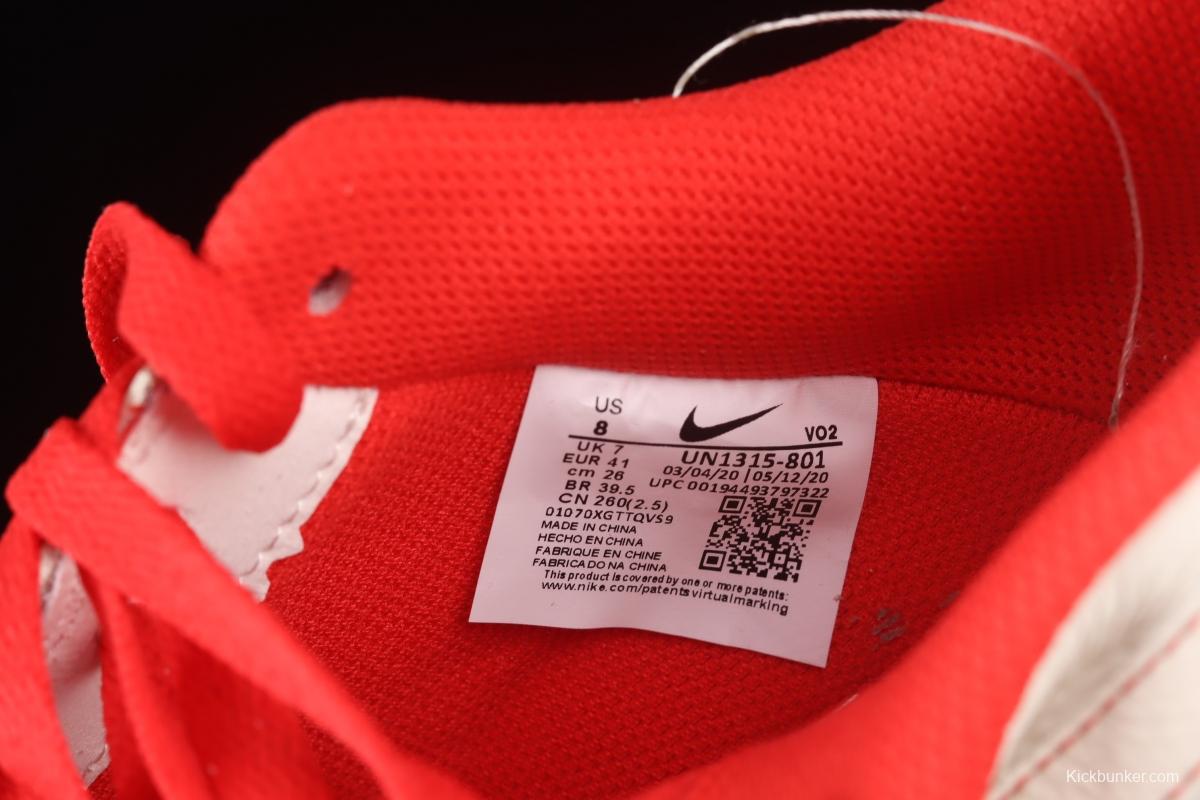 US
8
VO2
UK 7
UN1315-801
EUR 41
03/04/20 | 05/12/20
cm 26
UPC 00194493797322
BR 39.5
CN 260(2.5)
01070XGTTQVS9
MADE IN CHINA
HECHO EN CHINA
FABRIQUE EN CHINE
FABRICADO NA CHINA
This product is covered by one or more patents:
www.nike.com/patentsvirtualmarking
Kickbunker.com